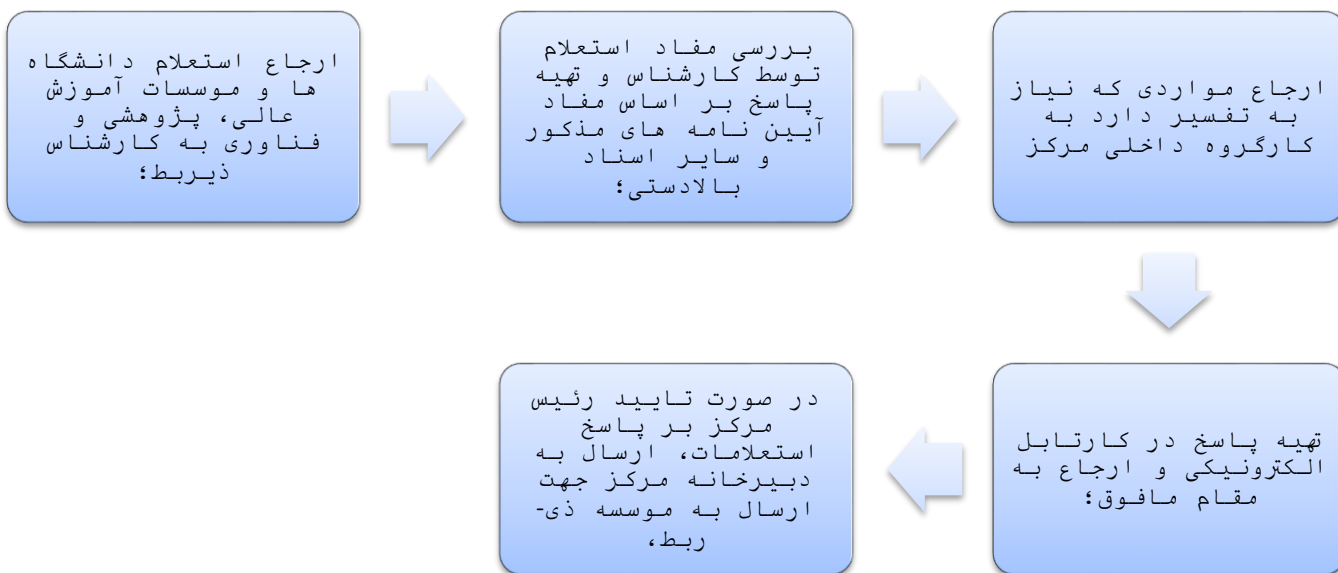 ارجاع استعلام دانشگاه
ها و موسسات آموزش
عالی، پژوهشی و
فناوری به کارشناس
ذیربط؛
بررسی مفاد استعلام
توسط کارشناس و تهیه
پاسخ بر اساس مفاد
آیین نامه های مذکور
و سایر اسناد
بالادستی؛
ارجاع مواردی که نیاز
به تفسیر دارد به
کارگروه داخلی مرکز
تهیه پاسخ در کارتابل
الکترونیکی و ارجاع به
مقام مافوق؛
در صورت تایید رئیس
مرکز بر پاسخ
استعلامات، ارسال به
دبیرخانه مرکز جهت
ارسال به موسسه ذی-
ربط،